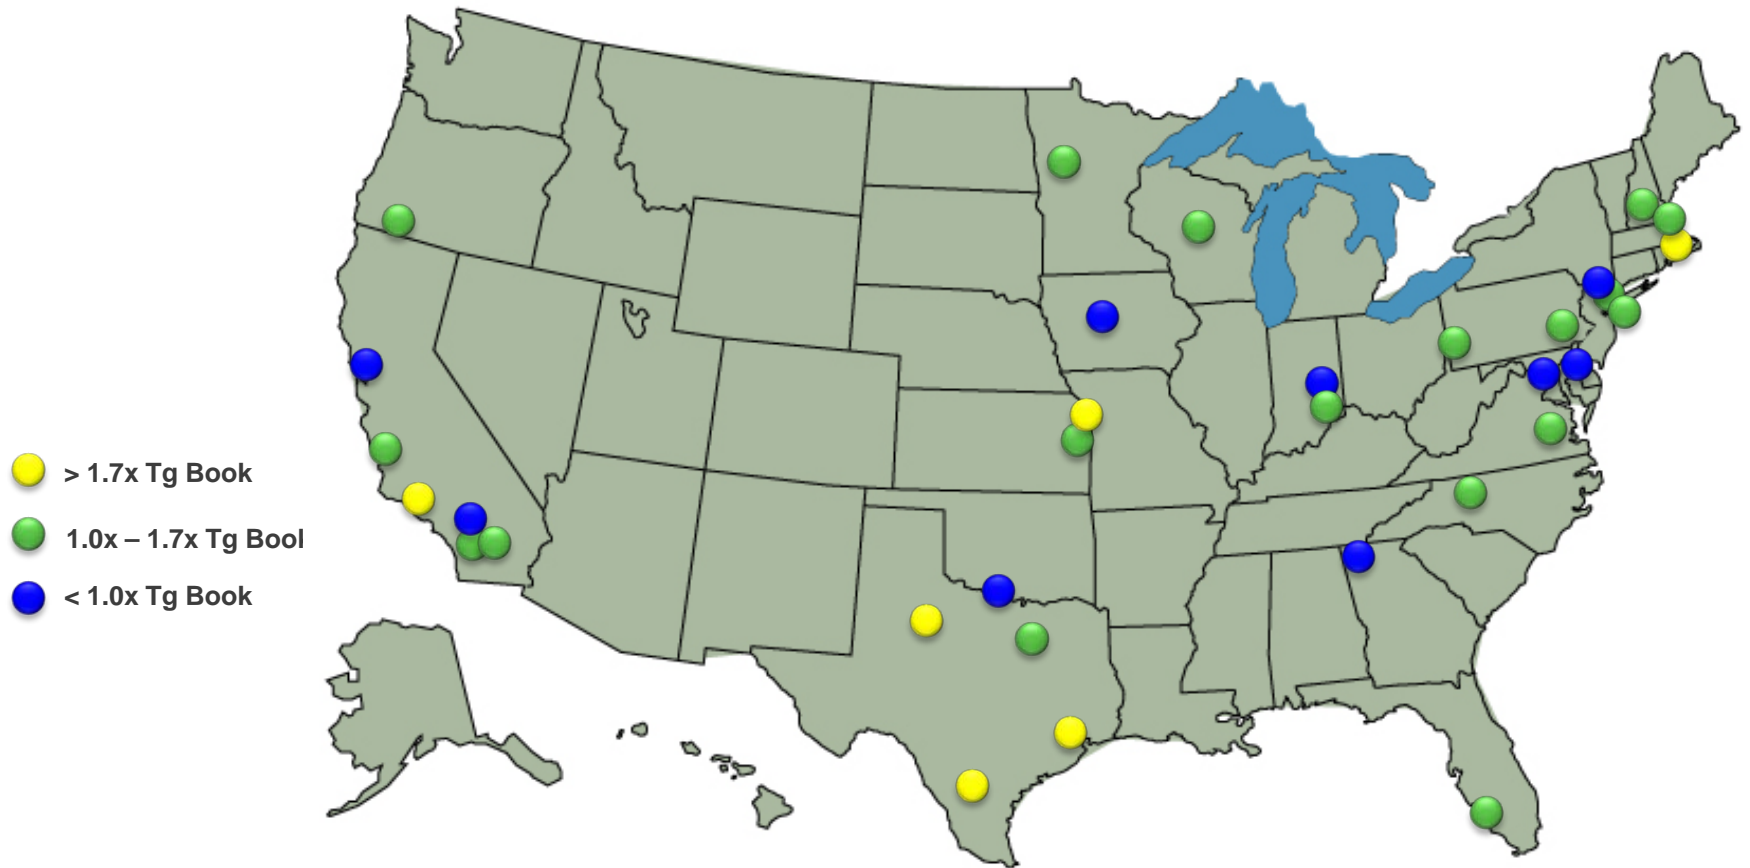 > 1.7x Tg Book
1.0x – 1.7x Tg Bool
< 1.0x Tg Book